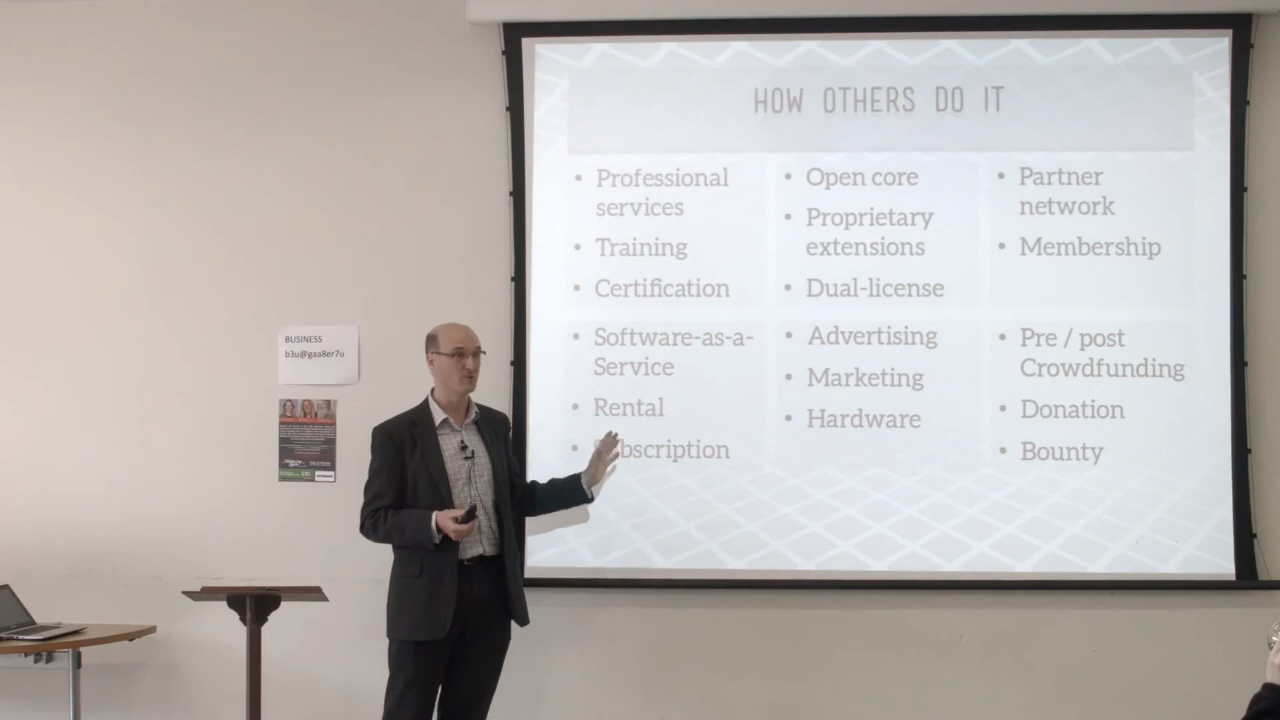 HOW OTHERS DO IT
• Professional
services
• Training
• Certification
• Open core
• Proprietary
extensions
• Dual-license
• Partner
network
• Membership
• Software-as-a-
Service
• Rental
• bscription
• Advertising
• Marketing
• Hardware
• Pre / post
Crowdfunding
• Donation
• Bounty
BUSINESS
b3u@gaa8er7u